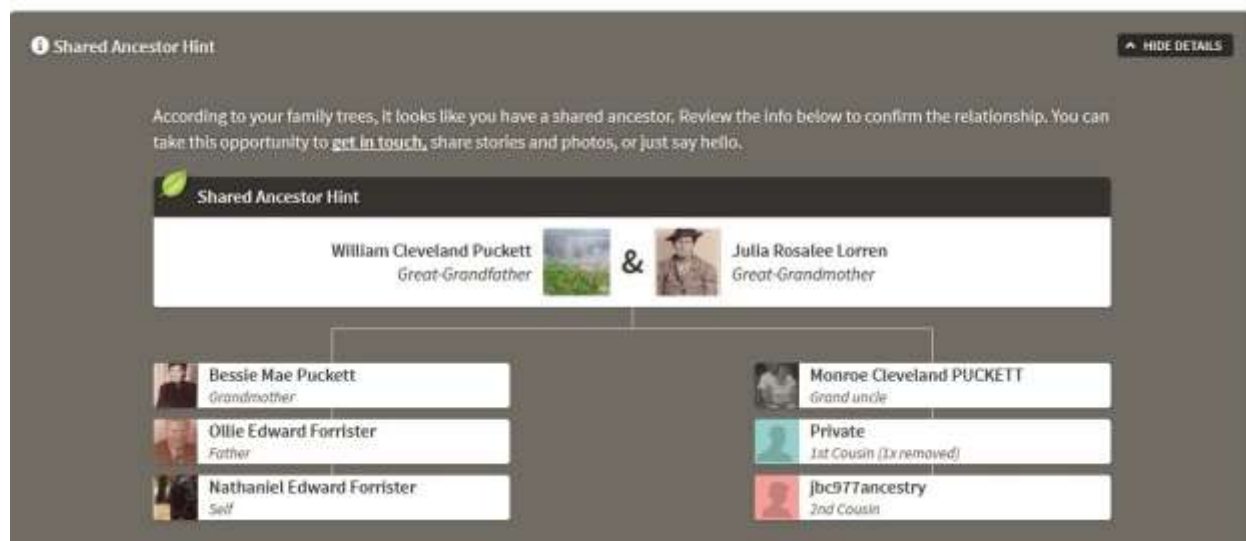 Shared Ancestor Hint
HIDE DETAILS
According to your family trees, it looks like you have a shared ancestor. Review the info below to confirm the relationship. You can
take this opportunity to get in touch, share stories and photos, or just say hello.
Shared Ancestor Hint
William Cleveland Puckett
Great-Grandfather
&
Julia Rosalee Lorren
Great-Grandmother
Bessie Mae Puckett
Grandmother
Ollie Edward Forrister
Father
Nathaniel Edward Forrister
Self
Monroe Cleveland PUCKETT
Grand uncle
Private
1st Cousin (1x removed)
jbc977ancestry
2nd Cousin